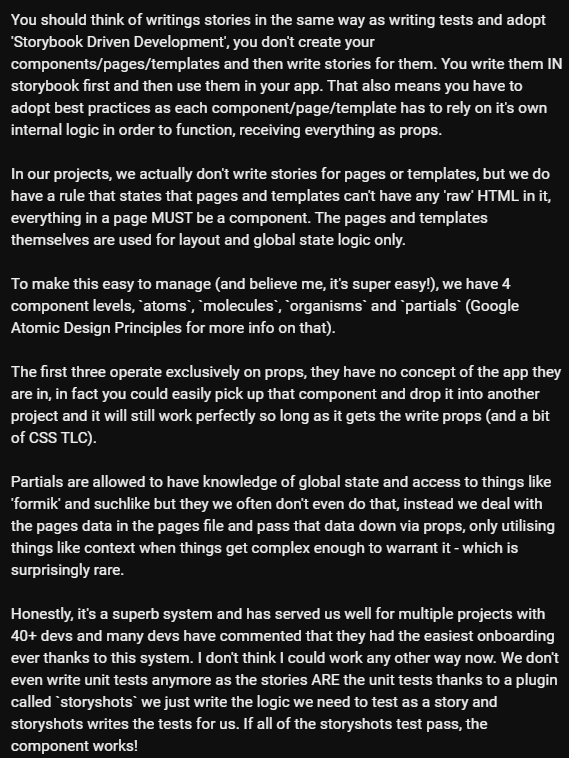 You should think of writings stories in the same way as writing tests and adopt
'Storybook Driven Development', you don't create your
components/pages/templates and then write stories for them. You write them IN
storybook first and then use them in your app. That also means you have to
adopt best practices as each component/page/template has to rely on it's own
internal logic in order to function, receiving everything as props.
In our projects, we actually don't write stories for pages or templates, but we do
have a rule that states that pages and templates can't have any 'raw' HTML in it,
everything in a page MUST be a component. The pages and templates
themselves are used for layout and global state logic only.
To make this easy to manage (and believe me, it's super easy!), we have 4
component levels, `atoms`, `molecules`, `organisms` and `partials` (Google
Atomic Design Principles for more info on that).
The first three operate exclusively on props, they have no concept of the app they
are in, in fact you could easily pick up that component and drop it into another
project and it will still work perfectly so long as it gets the write props (and a bit
of CSS TLC).
Partials are allowed to have knowledge of global state and access to things like
'formik' and suchlike but they we often don't even do that, instead we deal with
the pages data in the pages file and pass that data down via props, only utilising
things like context when things get complex enough to warrant it - which is
surprisingly rare.
Honestly, it's a superb system and has served us well for multiple projects with
40+ devs and many devs have commented that they had the easiest onboarding
ever thanks to this system. I don't think I could work any other way now. We don't
even write unit tests anymore as the stories ARE the unit tests thanks to a plugin
called `storyshots` we just write the logic we need to test as a story and
storyshots writes the tests for us. If all of the storyshots test pass, the
component works!